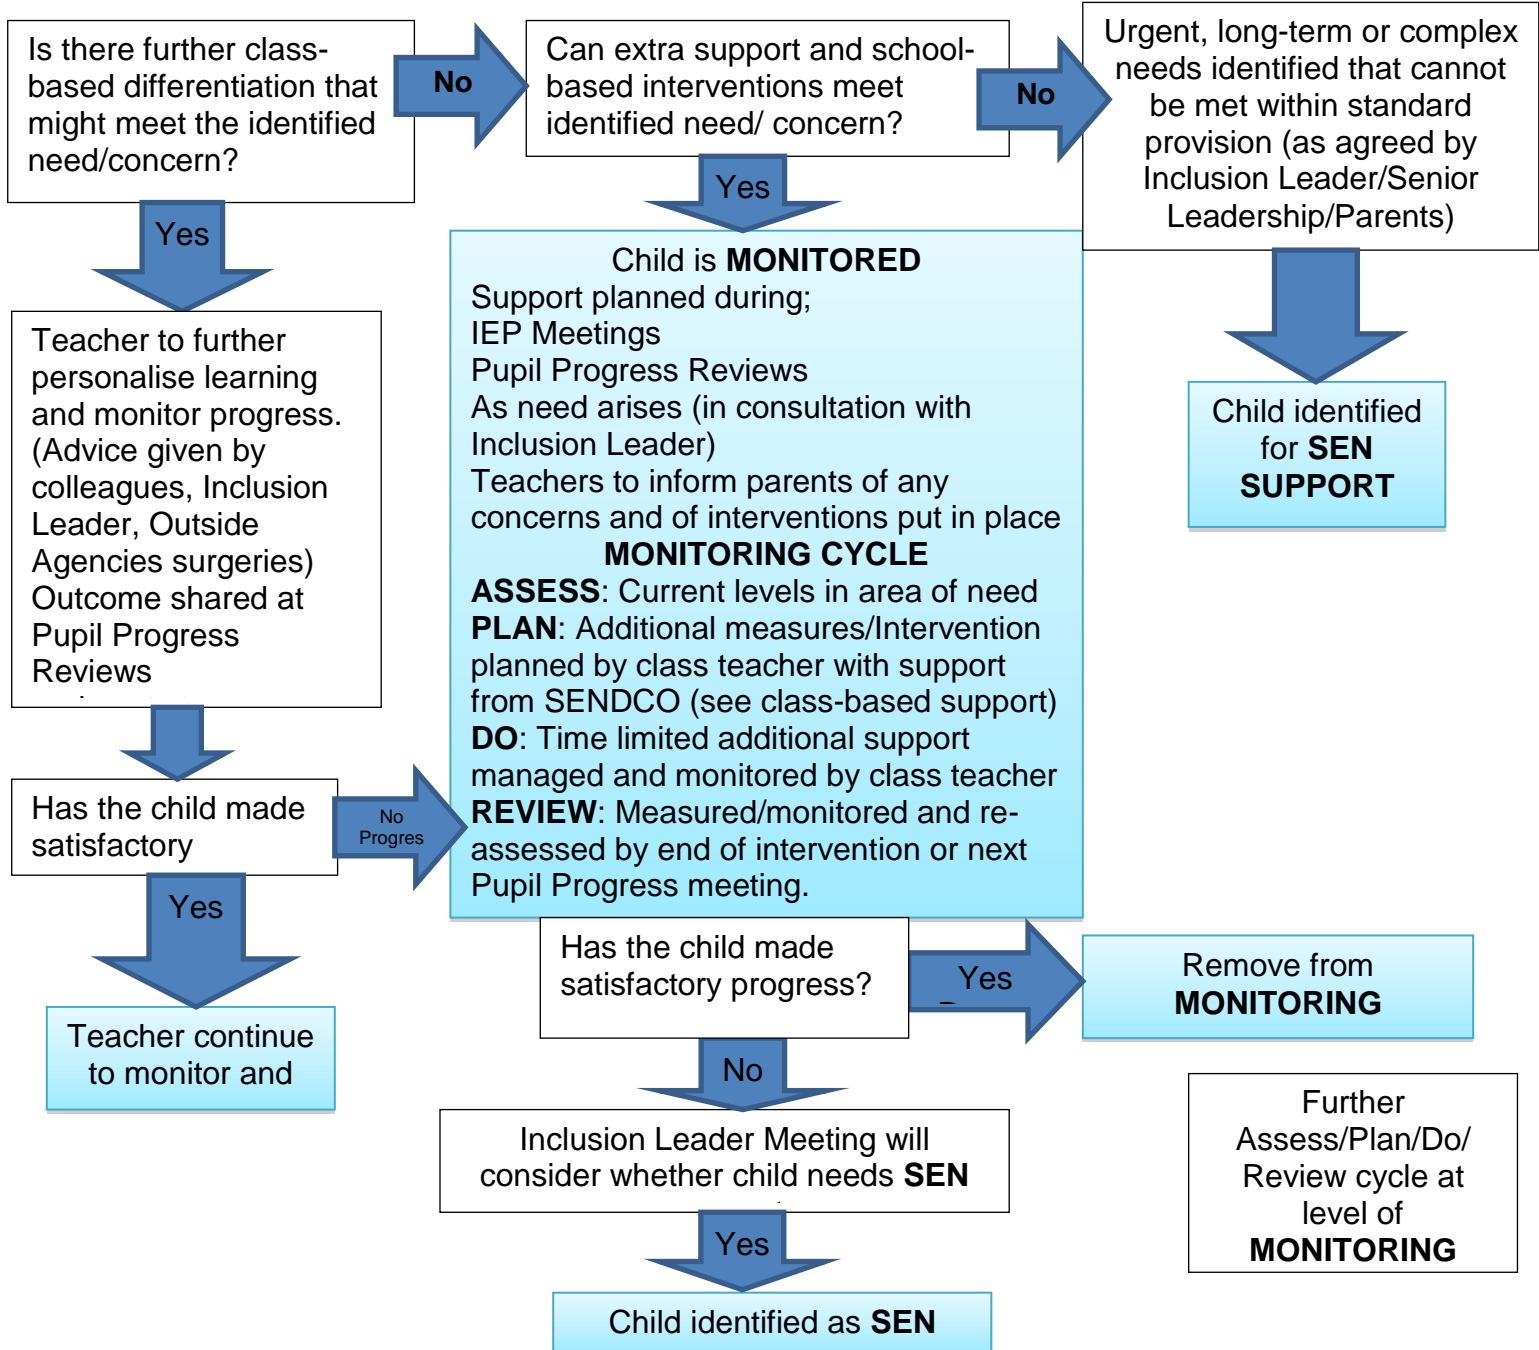 Is there further class-
based differentiation that
might meet the identified
need/concern?
No
Can extra support and school-
based interventions meet
identified need/ concern?
No
Urgent, long-term or complex
needs identified that cannot
be met within standard
provision (as agreed by
Inclusion Leader/Senior
Leadership/Parents)
Yes
Yes
Teacher to further
personalise learning
and monitor progress.
(Advice given by
colleagues, Inclusion
Leader, Outside
Agencies surgeries)
Outcome shared at
Pupil Progress
Reviews
Child is MONITORED
Support planned during;
IEP Meetings
Pupil Progress Reviews
As need arises (in consultation with
Inclusion Leader)
Teachers to inform parents of any
concerns and of interventions put in place
MONITORING CYCLE
ASSESS: Current levels in area of need
PLAN: Additional measures/Intervention
planned by class teacher with support
from SENDCO (see class-based support)
DO: Time limited additional support
managed and monitored by class teacher
REVIEW: Measured/monitored and re-
assessed by end of intervention or next
Pupil Progress meeting.
Child identified
for SEN
SUPPORT
Has the child made
satisfactory
No
Progres
Yes
Teacher continue
to monitor and
Has the child made
satisfactory progress?
Yes
Remove from
MONITORING
No
Inclusion Leader Meeting will
consider whether child needs SEN
Yes
Child identified as SEN
Further
Assess/Plan/Do/
Review cycle at
level of
MONITORING